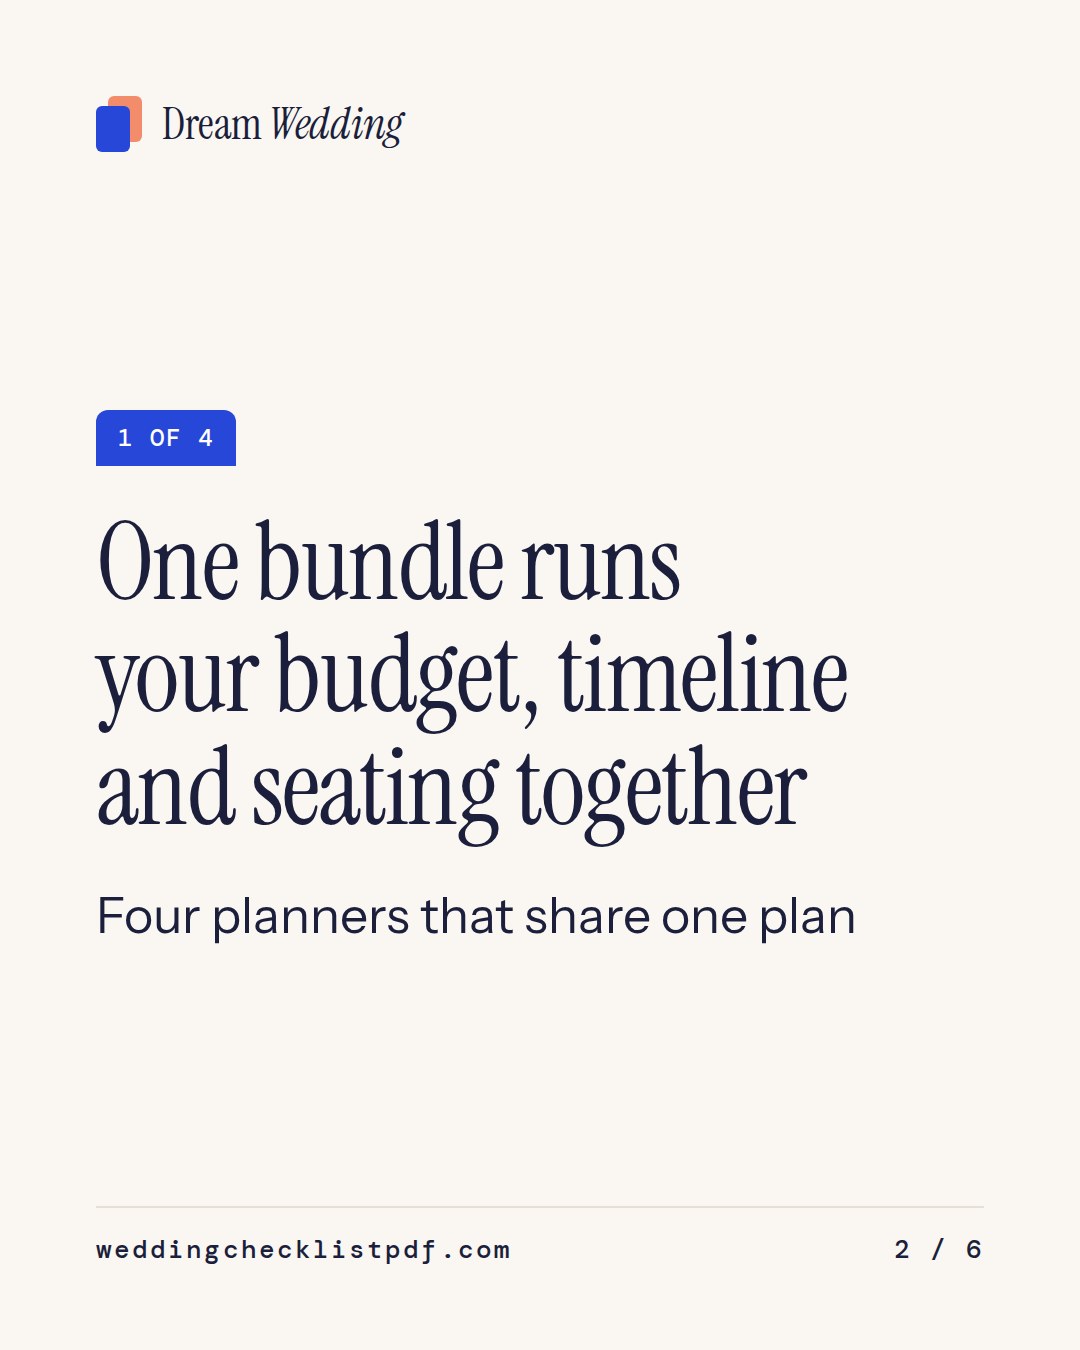 Dream Wedding
1 OF 4
One bundle runs
your budget, timeline
and seating together
Four planners that share one plan
weddingchecklistpdf.com
2 / 6